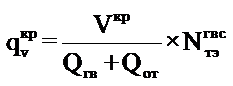 q_v^кр = V^кр / (Q_гв + Q_от) × N_тэ^гвс